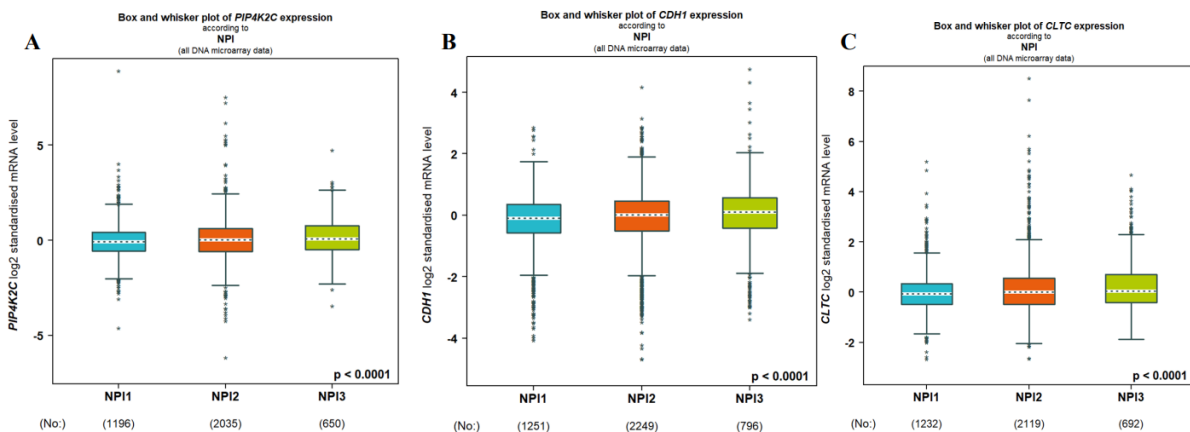 A
Box and whisker plot of PIP4K2C expression
according to
NPI
(all DNA microarray data)
PIP4K2C log2 standardised mRNA level
5
0
-5
p < 0.0001
NPI1 NPI2 NPI3
(No:) (1196) (2035) (650)
B
Box and whisker plot of CDH1 expression
according to
NPI
(all DNA microarray data)
CDH1 log2 standardised mRNA level
4
2
0
-2
-4
p < 0.0001
NPI1 NPI2 NPI3
(No:) (1251) (2249) (796)
C
Box and whisker plot of CLTC expression
according to
NPI
(all DNA microarray data)
CLTC log2 standardised mRNA level
8
6
4
2
0
-2
p < 0.0001
NPI1 NPI2 NPI3
(No:) (1232) (2119) (692)